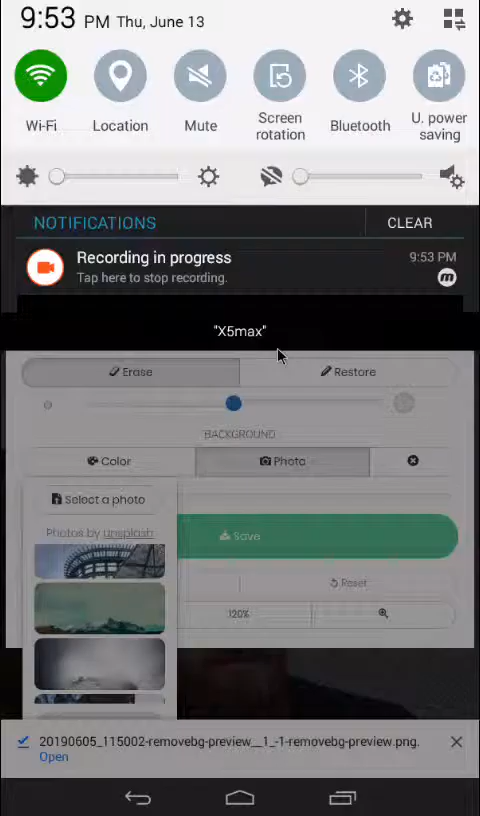 9:53 PM Thu, June 13
Wi-Fi
Location
Mute
Screen
rotation
Bluetooth
U. power
saving
NOTIFICATIONS
CLEAR
Recording in progress
9:53 PM
Tap here to stop recording.
"X5max"
Erase
Restore
BACKGROUND
Color
Photo
Select a photo
Photos by unsplash
Save
Reset
120%
20190605_115002-removebg-preview__1_-1-removebg-preview.png.
Open